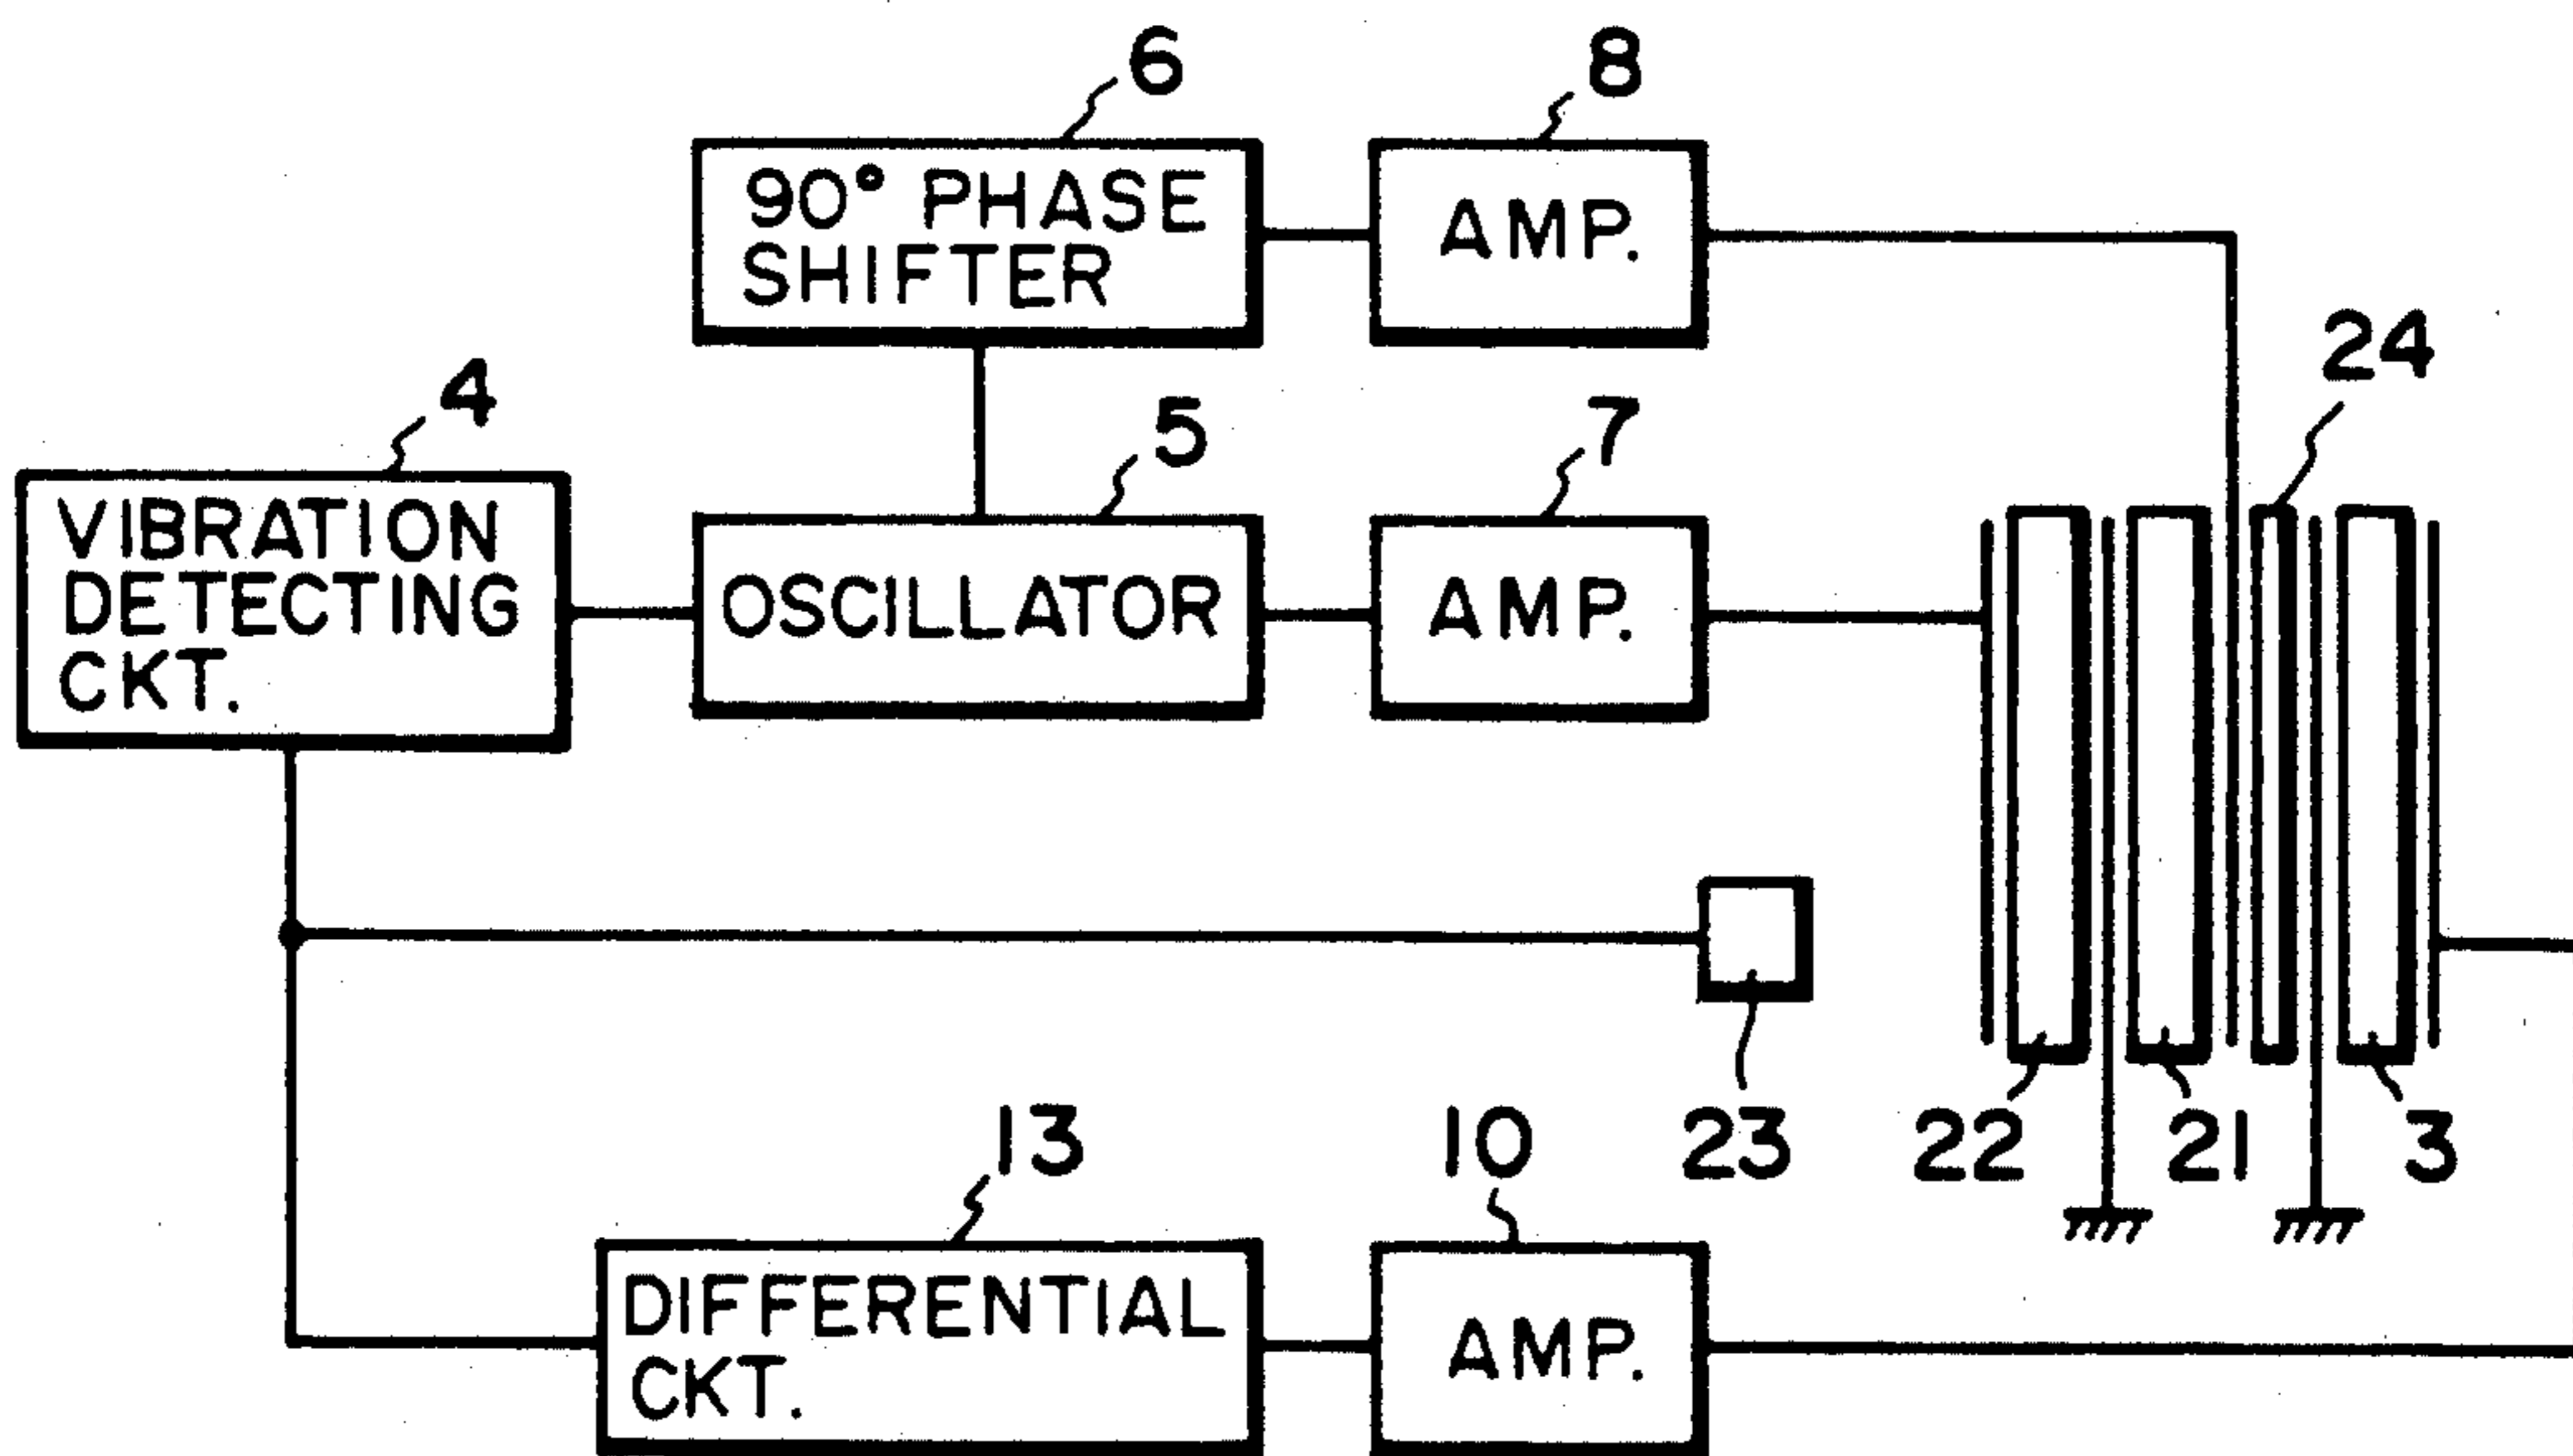 6
8
90° PHASE
SHIFTER
AMP.
24
4
5
7
VIBRATION
DETECTING
CKT.
OSCILLATOR
AMP.
13
10
23
22
21
3
DIFFERENTIAL
CKT.
AMP.